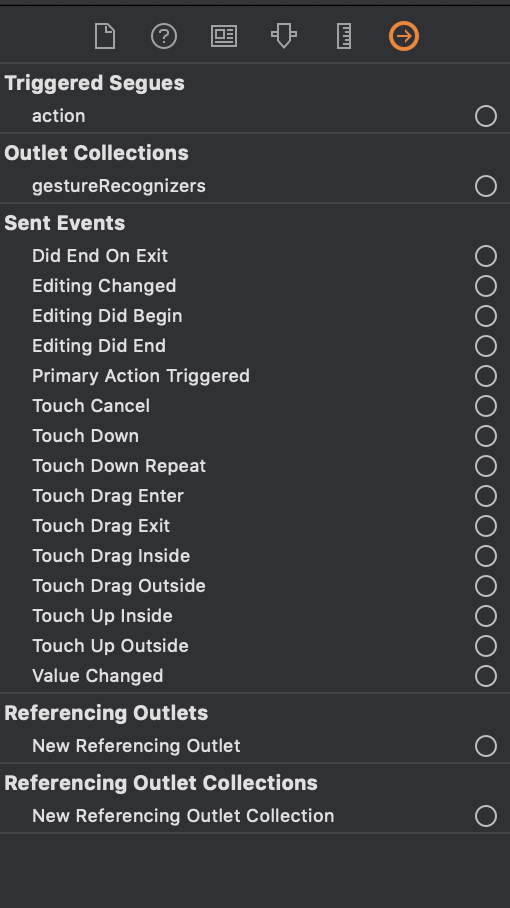 Triggered Segues
action
Outlet Collections
gestureRecognizers
Sent Events
Did End On Exit
Editing Changed
Editing Did Begin
Editing Did End
Primary Action Triggered
Touch Cancel
Touch Down
Touch Down Repeat
Touch Drag Enter
Touch Drag Exit
Touch Drag Inside
Touch Drag Outside
Touch Up Inside
Touch Up Outside
Value Changed
Referencing Outlets
New Referencing Outlet
Referencing Outlet Collections
New Referencing Outlet Collection